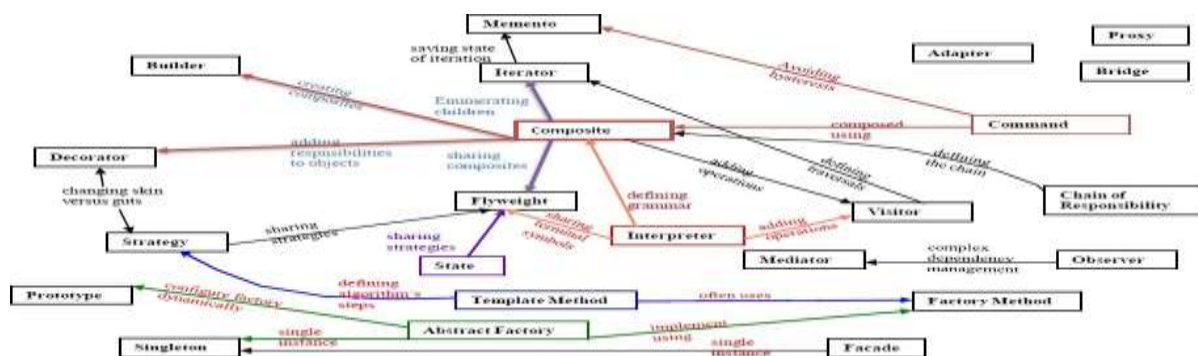 Memento
Proxy
saving state
of iteration
Adapter
Avoiding
hysteresis
Builder
Iterator
Bridge
creating
composites
Enumerating
children
Composite
composed
using
Command
Decorator
adding
respnsibilities
to objects
sharing
composites
adding
operations
defining
traversals
defining
the chain
changing skin
versus guts
Flyweight
defining
grammar
Visitor
Chain of
Responsibility
Strategy
sharing
strategies
sharing
strategies
sharing
terminal
symbols
Interpreter
adding
operations
State
Mediator
complex
dependency
management
Observer
Prototype
configure factory
dynamically
defining
algorithm's
steps
Template Method
often uses
Factory Method
Abstract Factory
implement
using
Singleton
single
instance
single
instance
Facade